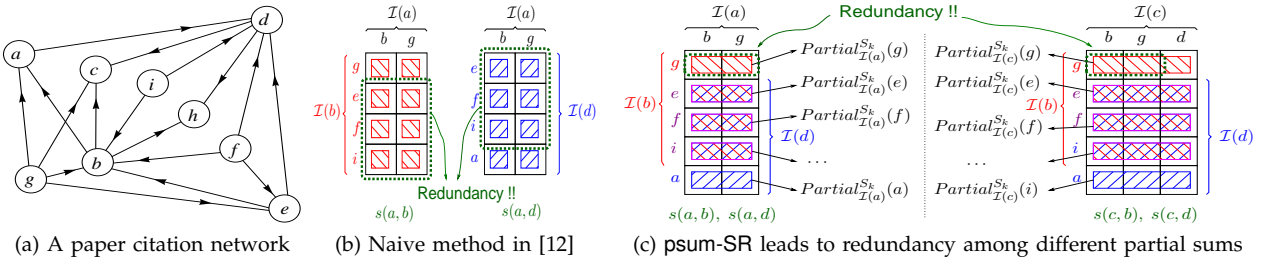 a
c
i
d
h
b
f
g
e
(a) A paper citation network
I(a)
b g
g
e
f
i
I(b)
I(a)
b g
e
f
i
a
I(d)
Redundancy !!
s(a,b)
s(a,d)
(b) Naive method in [12]
Redundancy !!
I(a)
b g
g
e
f
i
a
I(b)
I(d)
Partial^{S_k}_{I(a)}(g)
Partial^{S_k}_{I(a)}(e)
Partial^{S_k}_{I(a)}(f)
...
Partial^{S_k}_{I(a)}(a)
s(a,b), s(a,d)
I(c)
b g d
Partial^{S_k}_{I(c)}(g)
Partial^{S_k}_{I(c)}(e)
Partial^{S_k}_{I(c)}(f)
...
Partial^{S_k}_{I(c)}(i)
g
e
f
i
a
I(b)
I(d)
s(c,b), s(c,d)
(c) psum-SR leads to redundancy among different partial sums